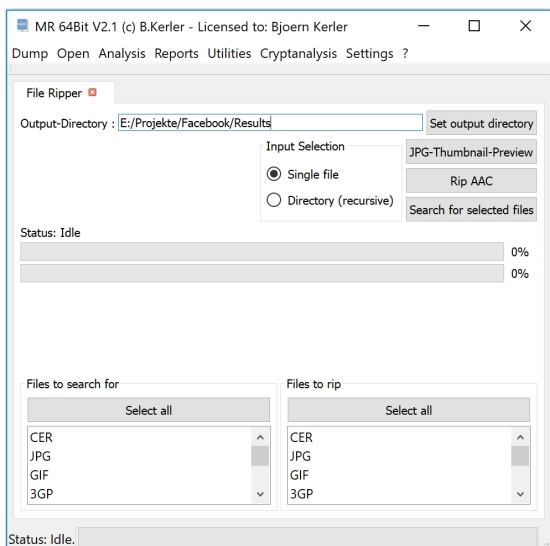 MR 64Bit V2.1 (c) B.Kerler - Licensed to: Bjoern Kerler
Dump Open Analysis Reports Utilities Cryptanalysis Settings ?
File Ripper
Output-Directory : E:/Projekte/Facebook/Results Set output directory
Input Selection
JPG-Thumbnail-Preview
Single file
Rip AAC
Directory (recursive)
Search for selected files
Status: Idle
0%
0%
Files to search for Files to rip
Select all Select all
CER CER
JPG JPG
GIF GIF
3GP 3GP
Status: Idle.